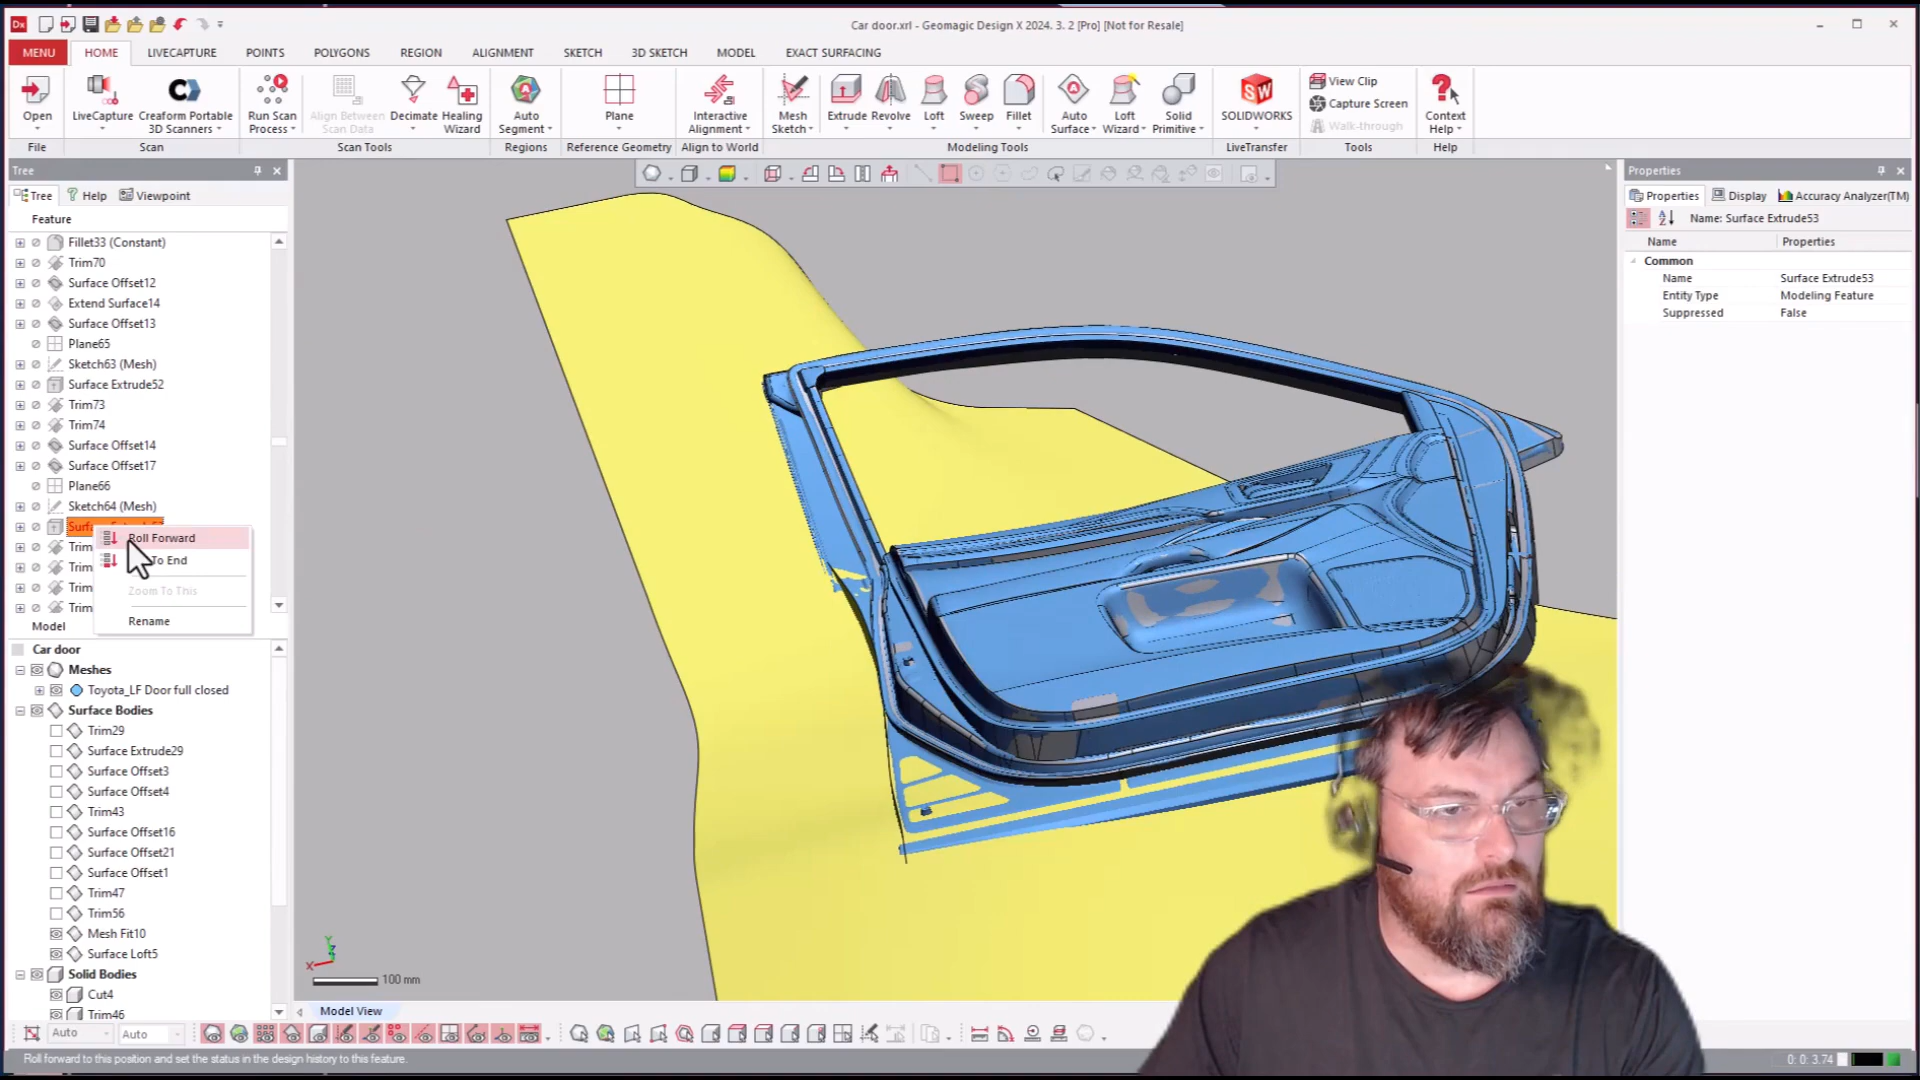 Car door.xrl - Geomagic Design X 2024. 3. 2 [Pro] [Not for Resale]
MENU HOME LIVECAPTURE POINTS POLYGONS REGION ALIGNMENT SKETCH 3D SKETCH MODEL EXACT SURFACING
Open LiveCapture Creaform Portable 3D Scanners Run Scan Process Align Between Scan Data Decimate Healing Wizard Auto Segment Plane Interactive Alignment Mesh Sketch Extrude Revolve Loft Sweep Fillet Auto Surface Loft Wizard Solid Primitive SOLIDWORKS View Clip Capture Screen Walk-through Context Help
File Scan Scan Tools Regions Reference Geometry Align to World Modeling Tools LiveTransfer Tools Help
Tree
Tree Help Viewpoint
Feature
Fillet33 (Constant)
Trim70
Surface Offset12
Extend Surface14
Surface Offset13
Plane65
Sketch63 (Mesh)
Surface Extrude52
Trim73
Trim74
Surface Offset14
Surface Offset17
Plane66
Sketch64 (Mesh)
Trim
Trim
Trim
Trim
Roll Forward
To End
Zoom To This
Rename
Model
Car door
Meshes
Toyota_LF Door full closed
Surface Bodies
Trim29
Surface Extrude29
Surface Offset3
Surface Offset4
Trim43
Surface Offset16
Surface Offset21
Surface Offset1
Trim47
Trim56
Mesh Fit10
Surface Loft5
Solid Bodies
Cut4
Trim46
100 mm
Model View
Auto Auto
Roll forward to this position and set the status in the design history to this feature.
0: 0: 3.74
Properties
Properties Display Accuracy Analyzer(TM)
Name: Surface Extrude53
Name Properties
Common
Name Surface Extrude53
Entity Type Modeling Feature
Suppressed False